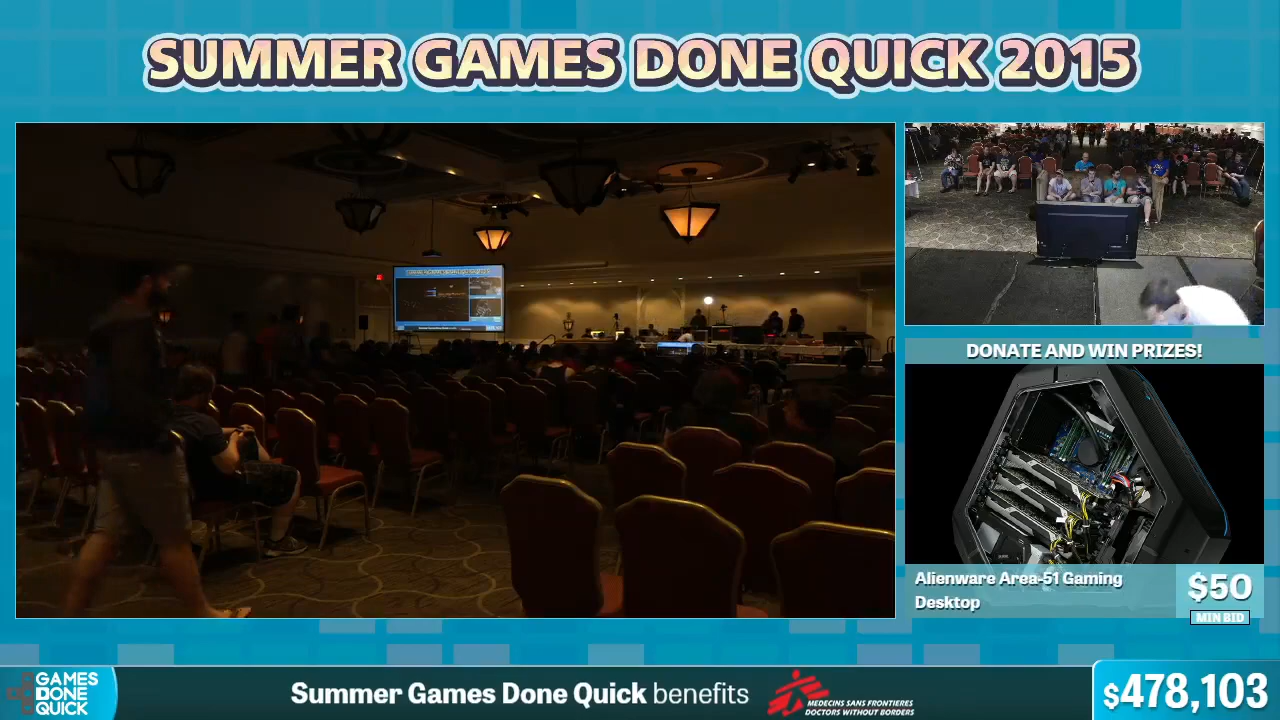 SUMMER GAMES DONE QUICK 2015
DONATE AND WIN PRIZES!
Alienware Area-51 Gaming
Desktop
$50
MIN BID
GAMES
DONE
QUICK
Summer Games Done Quick benefits
MEDECINS SANS FRONTIERES
DOCTORS WITHOUT BORDERS
$478,103